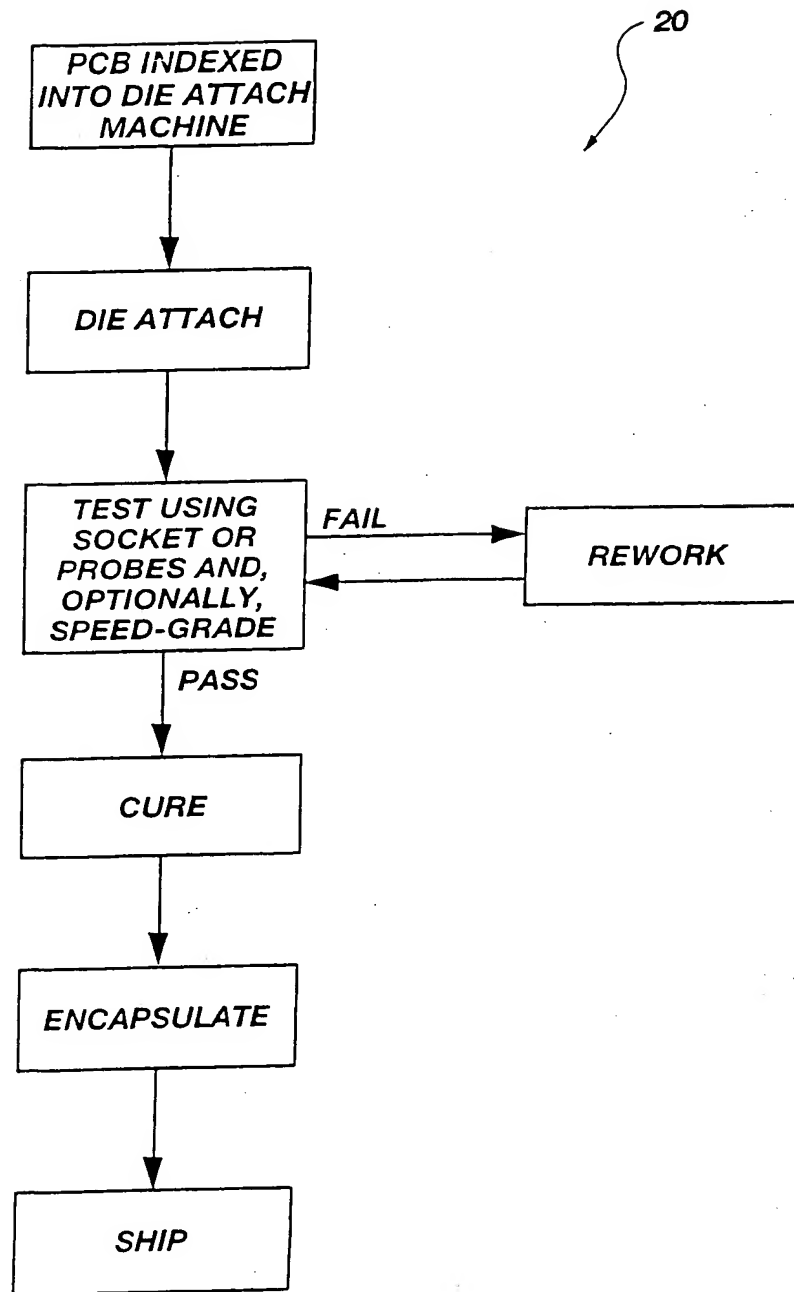 20
PCB INDEXED
INTO DIE ATTACH
MACHINE
DIE ATTACH
TEST USING
SOCKET OR
PROBES AND,
OPTIONALLY,
SPEED-GRADE
FAIL
REWORK
PASS
CURE
ENCAPSULATE
SHIP